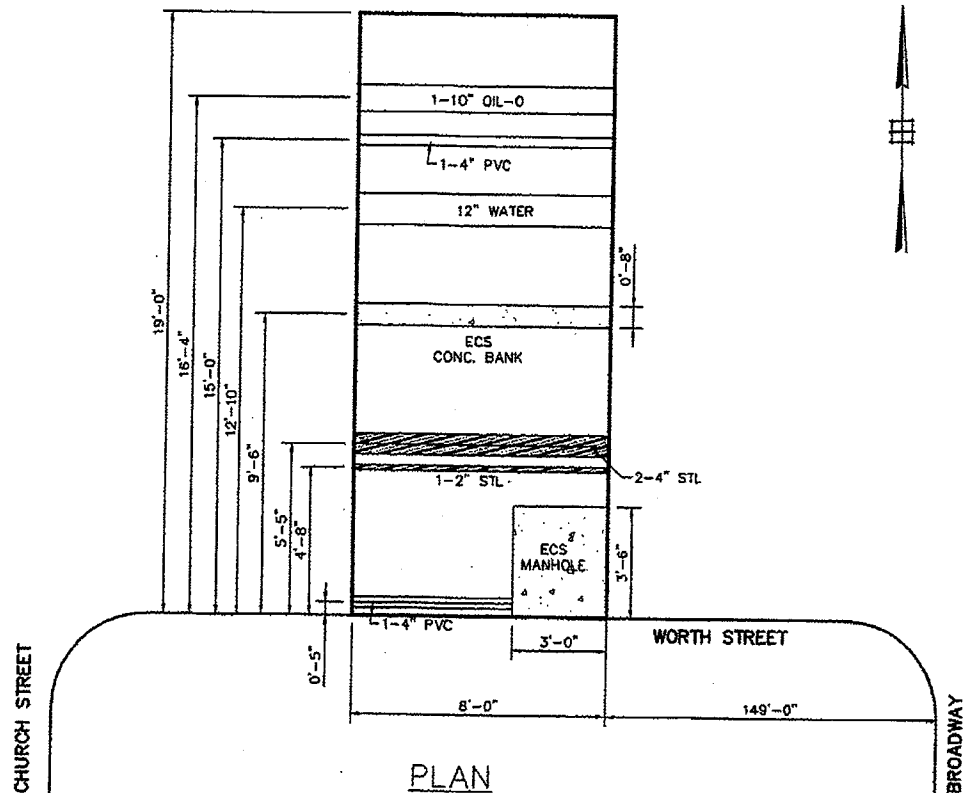 1-10" OIL-O
1-4" PVC
12" WATER
0'-8"
ECS
CONC. BANK
19'-0"
16'-4"
15'-0"
12'-10"
9'-6"
5'-5"
4'-8"
2-4" STL
1-2" STL.
ECS
MANHOLE
3'-6"
1-4" PVC
0'-5"
3'-0"
WORTH STREET
8'-0"
149'-0"
CHURCH STREET
BROADWAY
PLAN